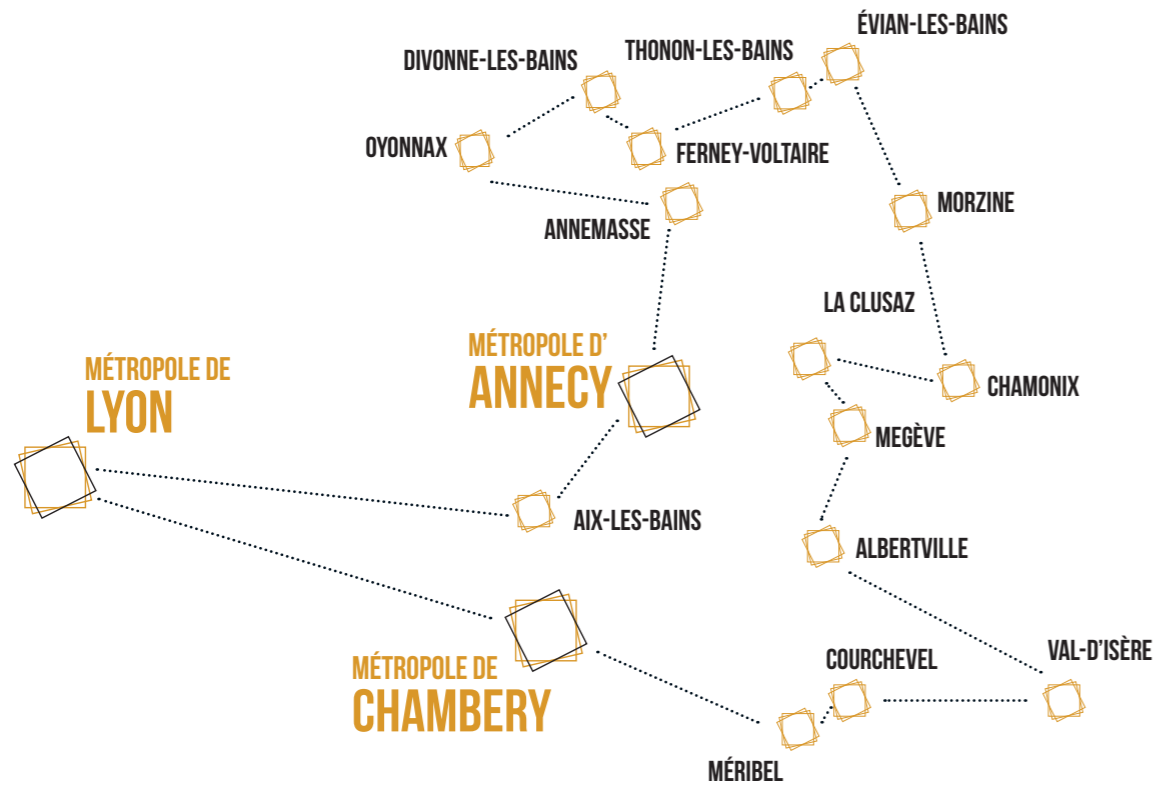 ÉVIAN-LES-BAINS
THONON-LES-BAINS
DIVONNE-LES-BAINS
OYONNAX
FERNEY-VOLTAIRE
MORZINE
ANNEMASSE
LA CLUSAZ
MÉTROPOLE D'
ANNECY
MÉTROPOLE DE
LYON
CHAMONIX
MEGÈVE
AIX-LES-BAINS
ALBERTVILLE
VAL-D'ISÈRE
COURCHEVEL
MÉTROPOLE DE
CHAMBERY
MÉRIBEL